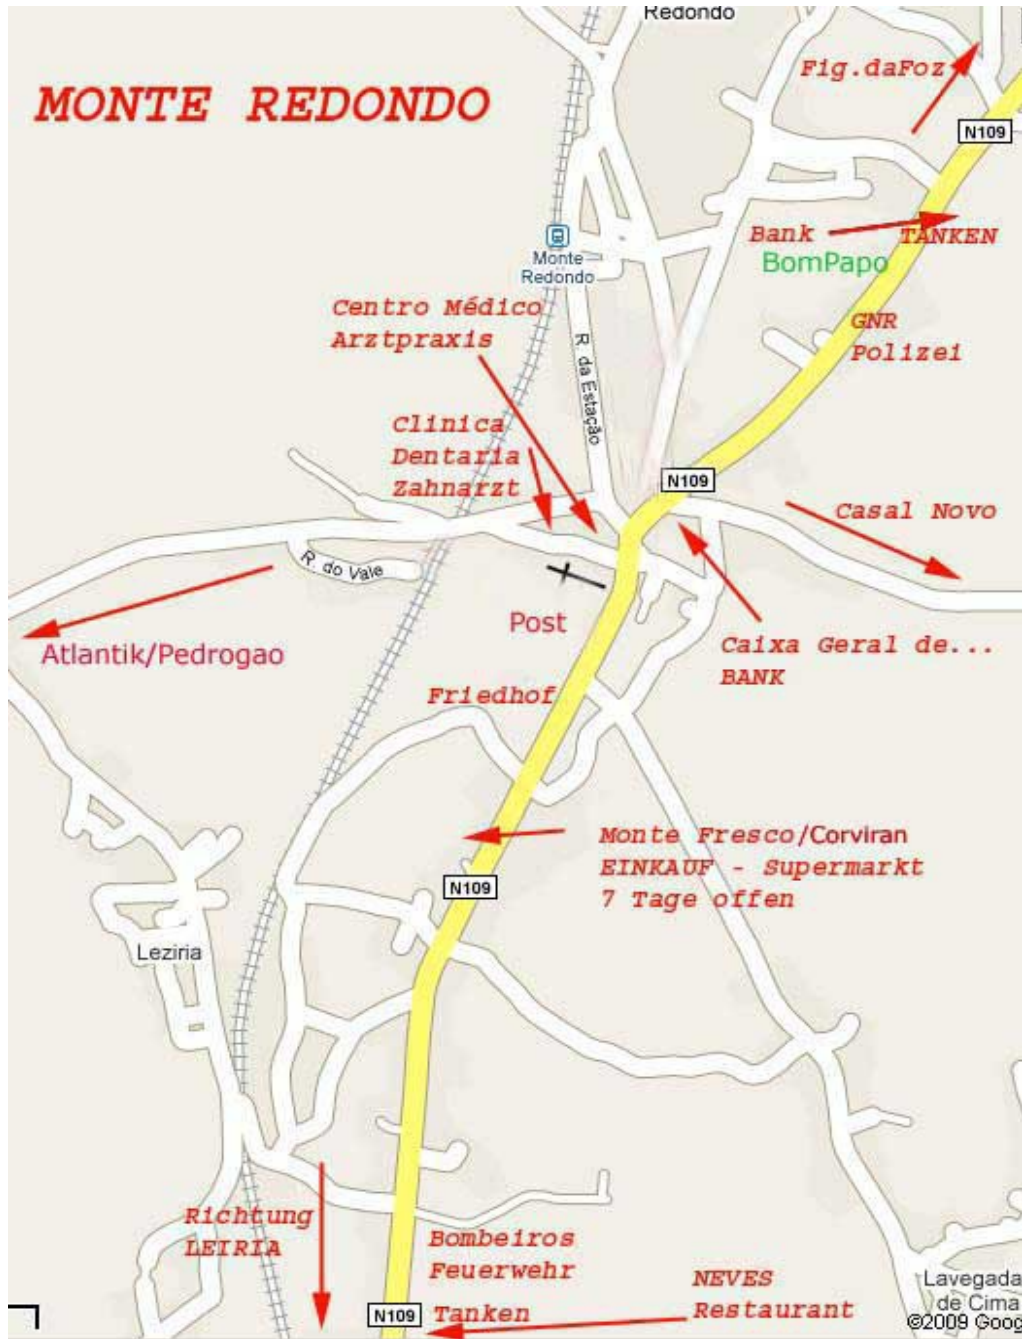 Redondo
Fig.daFoz
MONTE REDONDO
N109
Bank
TANKEN
BomPapo
Monte
Redondo
Centro Médico
Arztpraxis
GNR
Polizei
R. da Estação
Clinica
Dentaria
Zahnarzt
N109
Casal Novo
R. do Vale
Post
Atlantik/Pedrogao
Caixa Geral de...
BANK
Friedhof
Monte Fresco/Corviran
EINKAUF - Supermarkt
7 Tage offen
N109
Leziria
Richtung
LEIRIA
Bombeiros
Feuerwehr
NEVES
Restaurant
Tanken
N109
Lavegada
de Cima
©2009 Goog